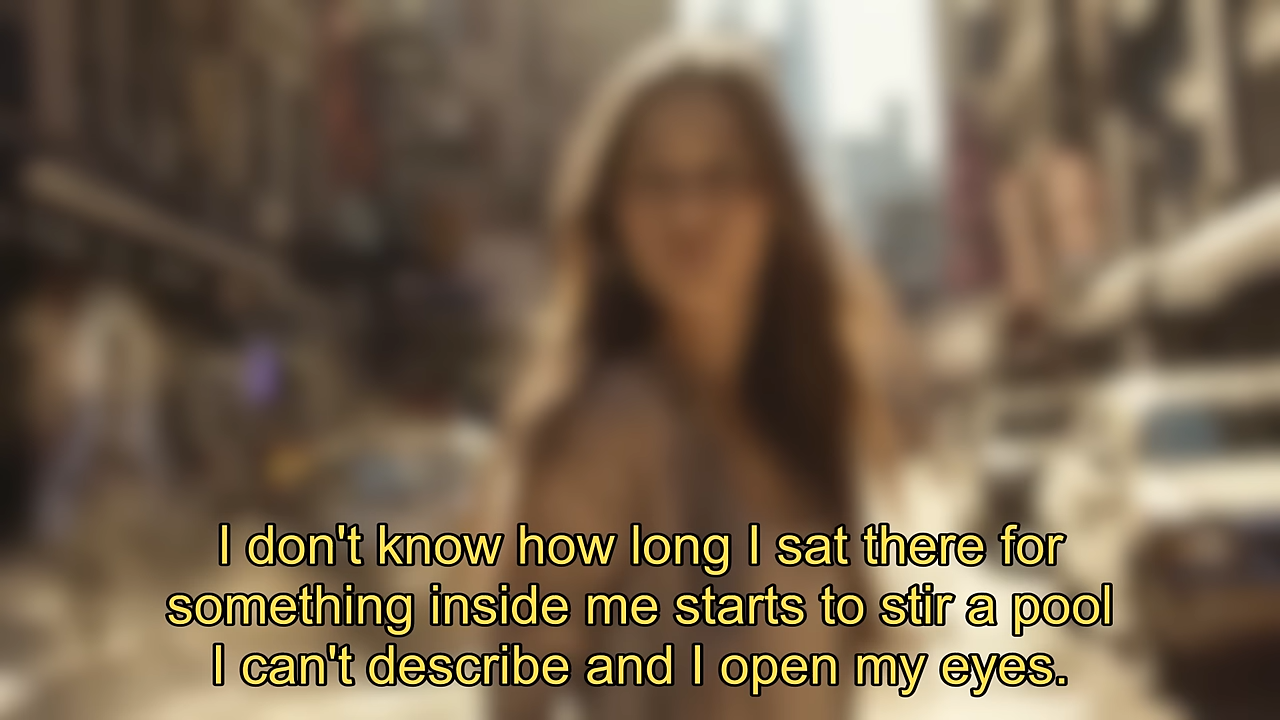 I don't know how long I sat there for
something inside me starts to stir a pool
I can't describe and I open my eyes.